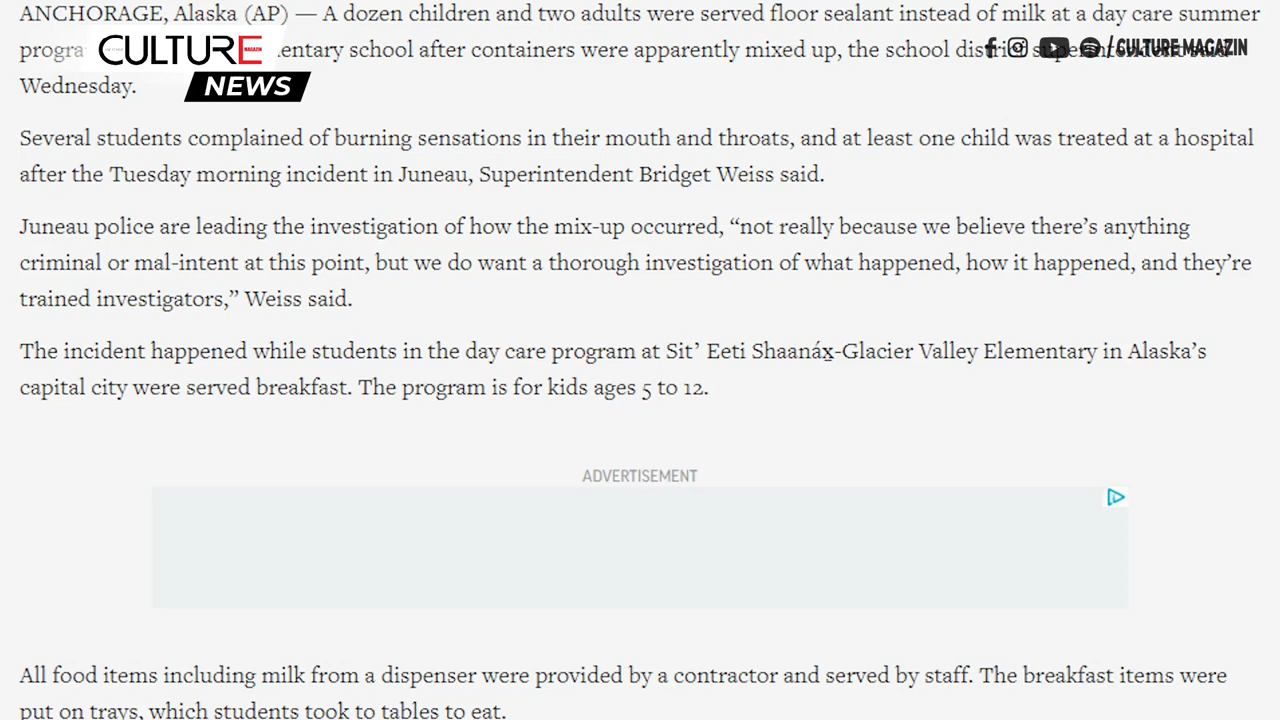 ANCHORAGE, Alaska (AP) — A dozen children and two adults were served floor sealant instead of milk at a day care summer
CULTURE MAGAZIN
NEWS
/ CULTURE MAGAZIN
progra mentary school after containers were apparently mixed up, the school district superintendent said
Wednesday.
Several students complained of burning sensations in their mouth and throats, and at least one child was treated at a hospital
after the Tuesday morning incident in Juneau, Superintendent Bridget Weiss said.
Juneau police are leading the investigation of how the mix-up occurred, “not really because we believe there’s anything
criminal or mal-intent at this point, but we do want a thorough investigation of what happened, how it happened, and they’re
trained investigators,” Weiss said.
The incident happened while students in the day care program at Sit’ Eeti Shaanáx̱-Glacier Valley Elementary in Alaska’s
capital city were served breakfast. The program is for kids ages 5 to 12.
ADVERTISEMENT
All food items including milk from a dispenser were provided by a contractor and served by staff. The breakfast items were
put on trays, which students took to tables to eat.